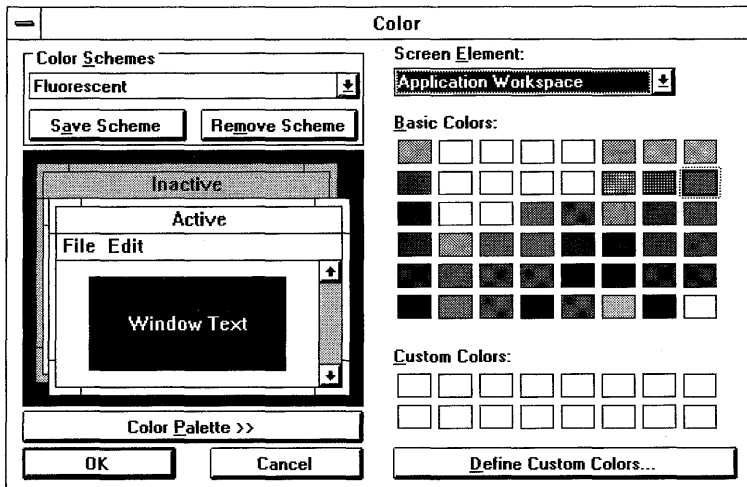 Color
Color Schemes
Fluorescent
Save Scheme
Remove Scheme
Inactive
Active
File Edit
Window Text
Color Palette >>
OK
Cancel
Screen Element:
Application Workspace
Basic Colors:
Custom Colors:
Define Custom Colors...